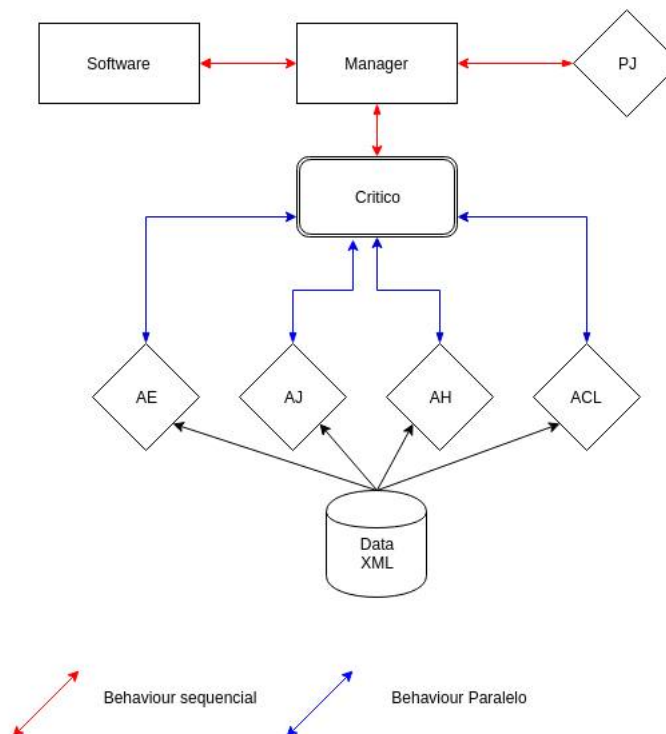 Software
Manager
PJ
Critico
AE
AJ
AH
ACL
Data
XML
Behaviour sequencial
Behaviour Paralelo